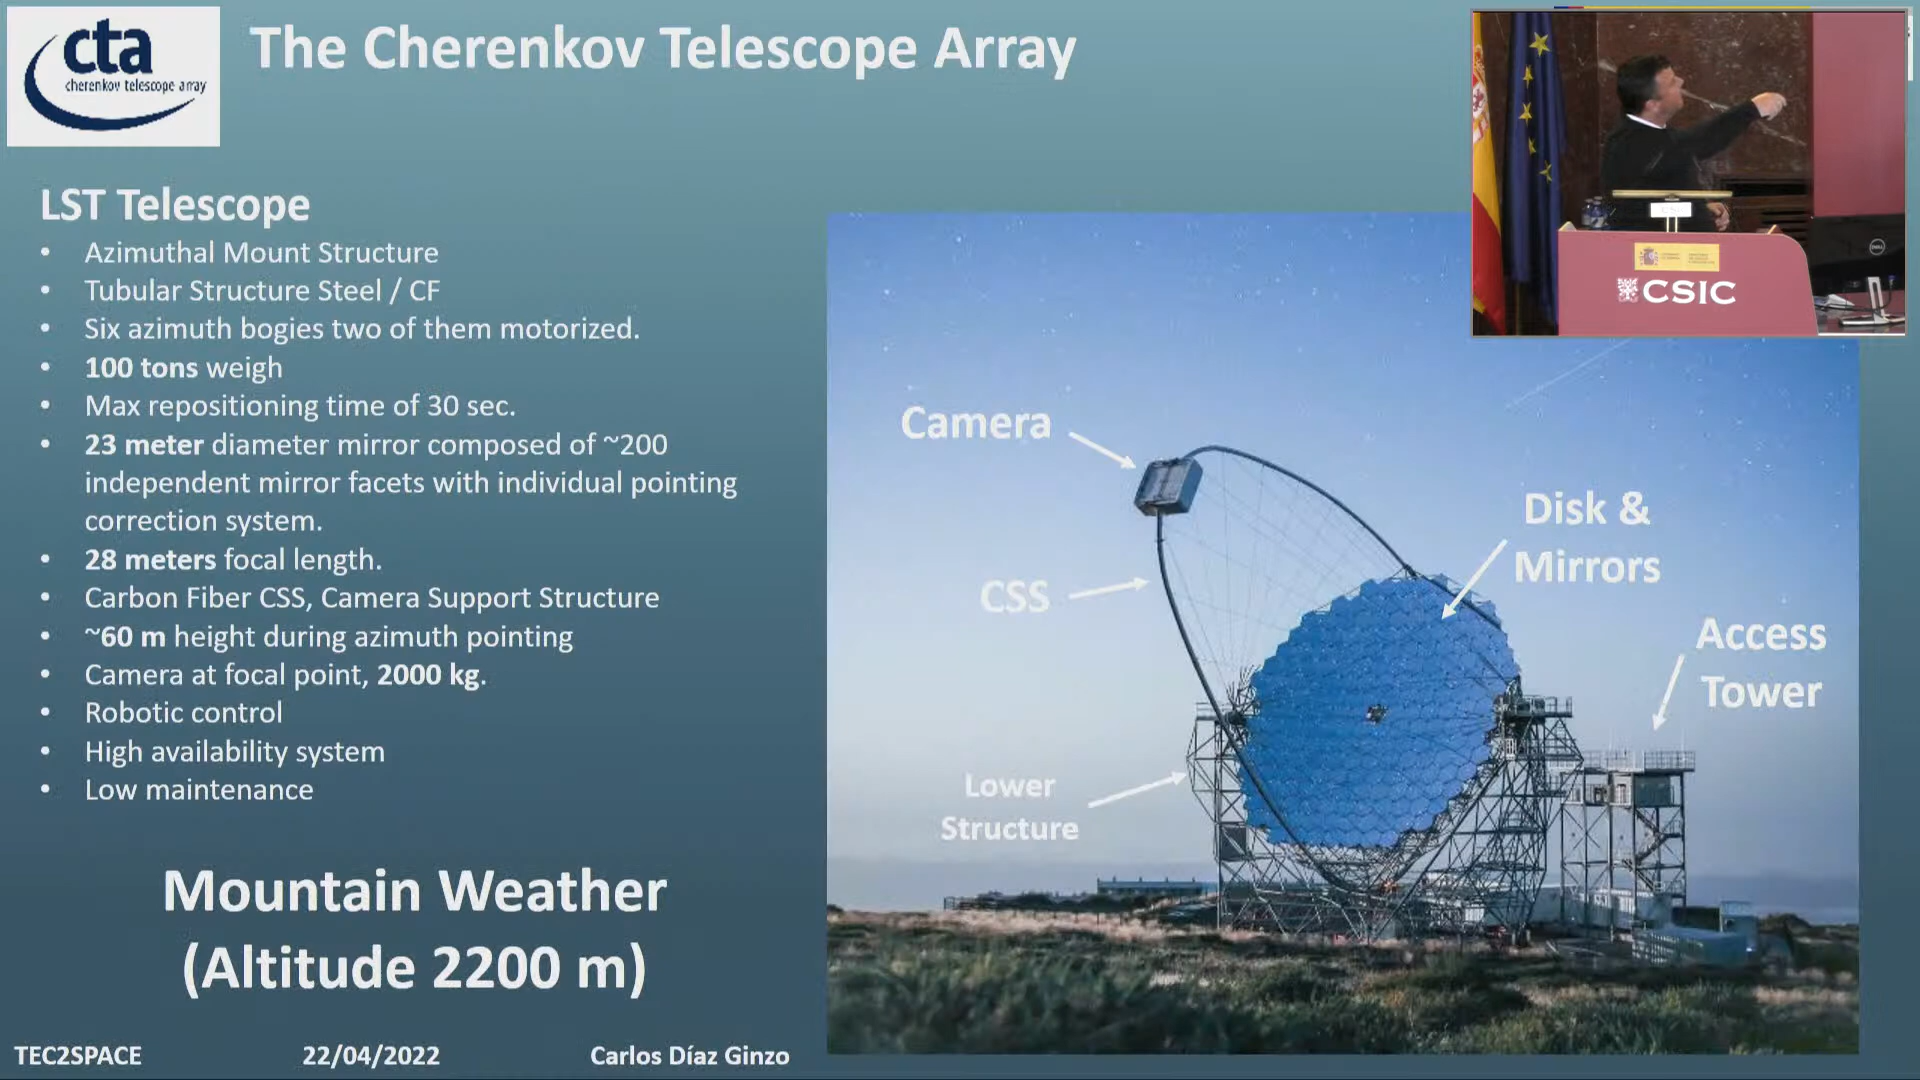 cta
cherenkov telescope array
The Cherenkov Telescope Array
CSIC
DELL
LST Telescope
• Azimuthal Mount Structure
• Tubular Structure Steel / CF
• Six azimuth bogies two of them motorized.
• 100 tons weigh
• Max repositioning time of 30 sec.
• 23 meter diameter mirror composed of ~200
independent mirror facets with individual pointing
correction system.
• 28 meters focal length.
• Carbon Fiber CSS, Camera Support Structure
• ~60 m height during azimuth pointing
• Camera at focal point, 2000 kg.
• Robotic control
• High availability system
• Low maintenance
Mountain Weather
(Altitude 2200 m)
Camera
CSS
Disk &
Mirrors
Access
Tower
Lower
Structure
TEC2SPACE 22/04/2022 Carlos Díaz Ginzo